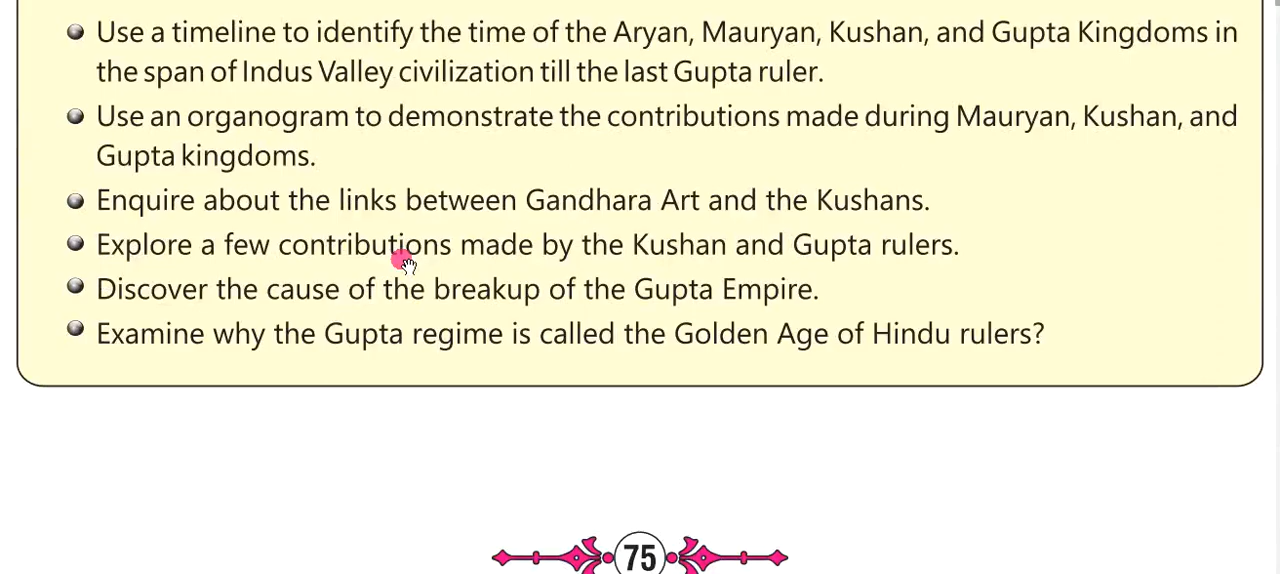 Use a timeline to identify the time of the Aryan, Mauryan, Kushan, and Gupta Kingdoms in
the span of Indus Valley civilization till the last Gupta ruler.
Use an organogram to demonstrate the contributions made during Mauryan, Kushan, and
Gupta kingdoms.
Enquire about the links between Gandhara Art and the Kushans.
Explore a few contributions made by the Kushan and Gupta rulers.
Discover the cause of the breakup of the Gupta Empire.
Examine why the Gupta regime is called the Golden Age of Hindu rulers?
75